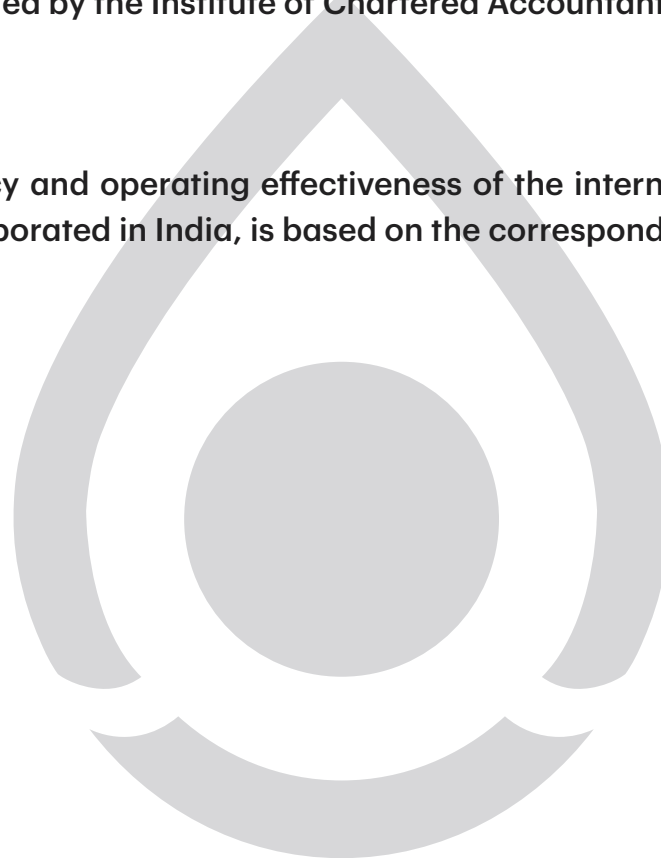 ed by the Institute of Chartered Accountant
cy and operating effectiveness of the intern
porated in India, is based on the correspond